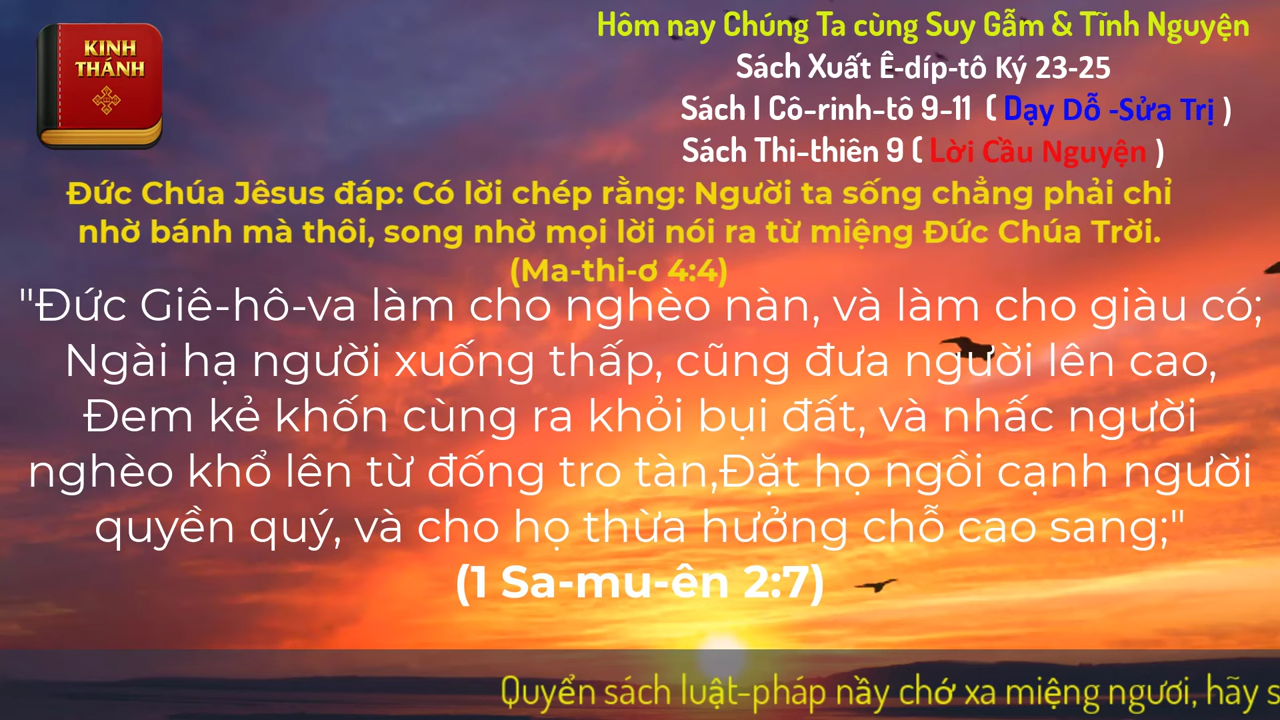 KINH
THÁNH
Hôm nay Chúng Ta cùng Suy Gẫm & Tĩnh Nguyện
Sách Xuất Ê-díp-tô Ký 23-25
Sách I Cô-rinh-tô 9-11 ( Dạy Dỗ -Sửa Trị )
Sách Thi-thiên 9 ( Lời Cầu Nguyện )
Đức Chúa Jêsus đáp: Có lời chép rằng: Người ta sống chẳng phải chỉ
nhờ bánh mà thôi, song nhờ mọi lời nói ra từ miệng Đức Chúa Trời.
(Ma-thi-ơ 4:4)
"Đức Giê-hô-va làm cho nghèo nàn, và làm cho giàu có;
Ngài hạ người xuống thấp, cũng đưa người lên cao,
Đem kẻ khốn cùng ra khỏi bụi đất, và nhấc người
nghèo khổ lên từ đống tro tàn,Đặt họ ngồi cạnh người
quyền quý, và cho họ thừa hưởng chỗ cao sang;"
(1 Sa-mu-ên 2:7)
Quyển sách luật-pháp nầy chớ xa miệng ngươi, hãy s